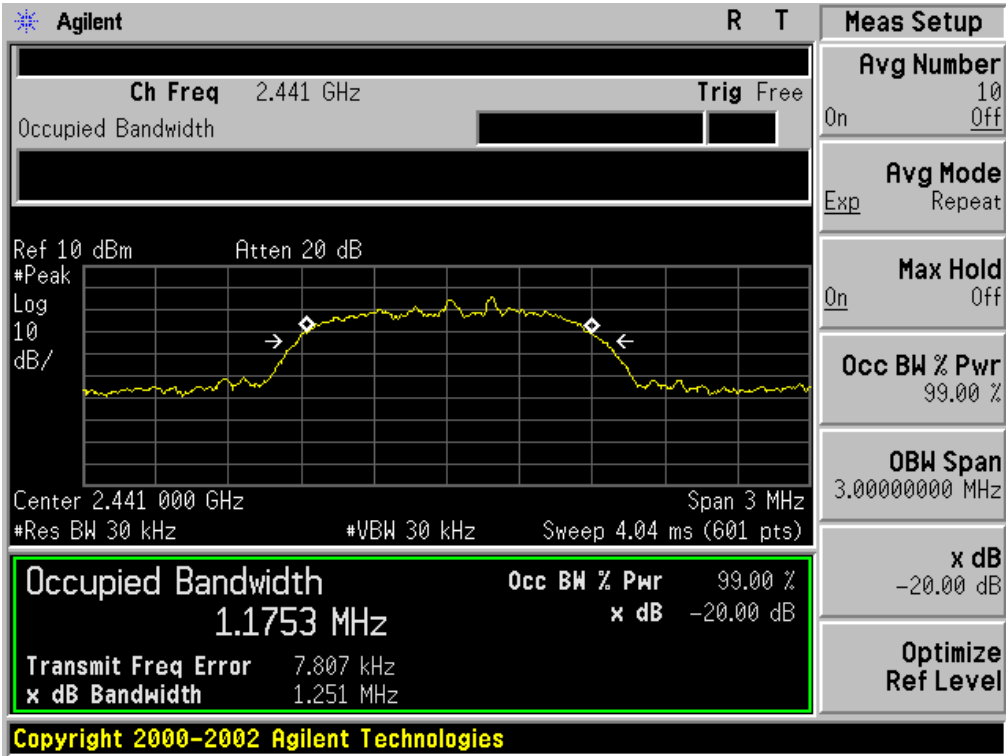 Agilent R T
Ch Freq 2.441 GHz Trig Free
Occupied Bandwidth
Ref 10 dBm Atten 20 dB
#Peak
Log
10
dB/
Center 2.441 000 GHz Span 3 MHz
#Res BW 30 kHz #VBW 30 kHz Sweep 4.04 ms (601 pts)
Occupied Bandwidth Occ BW % Pwr 99.00 %
1.1753 MHz x dB -20.00 dB
Transmit Freq Error 7.807 kHz
x dB Bandwidth 1.251 MHz
Copyright 2000-2002 Agilent Technologies
Meas Setup
Avg Number
10
On Off
Avg Mode
Exp Repeat
Max Hold
On Off
Occ BW % Pwr
99.00 %
OBW Span
3.00000000 MHz
x dB
-20.00 dB
Optimize
Ref Level